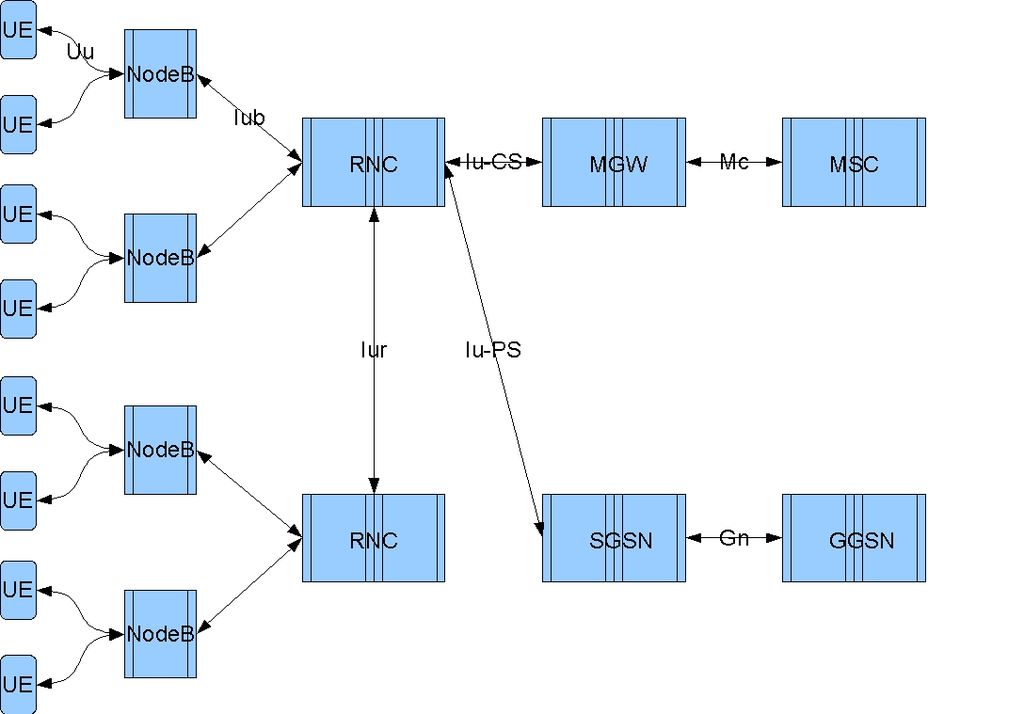 UE
Uu
NodeB
UE
Iub
RNC
Iu-CS
MGW
Mc
MSC
UE
NodeB
UE
Iur
Iu-PS
UE
NodeB
UE
RNC
SGSN
Gn
GGSN
UE
NodeB
UE